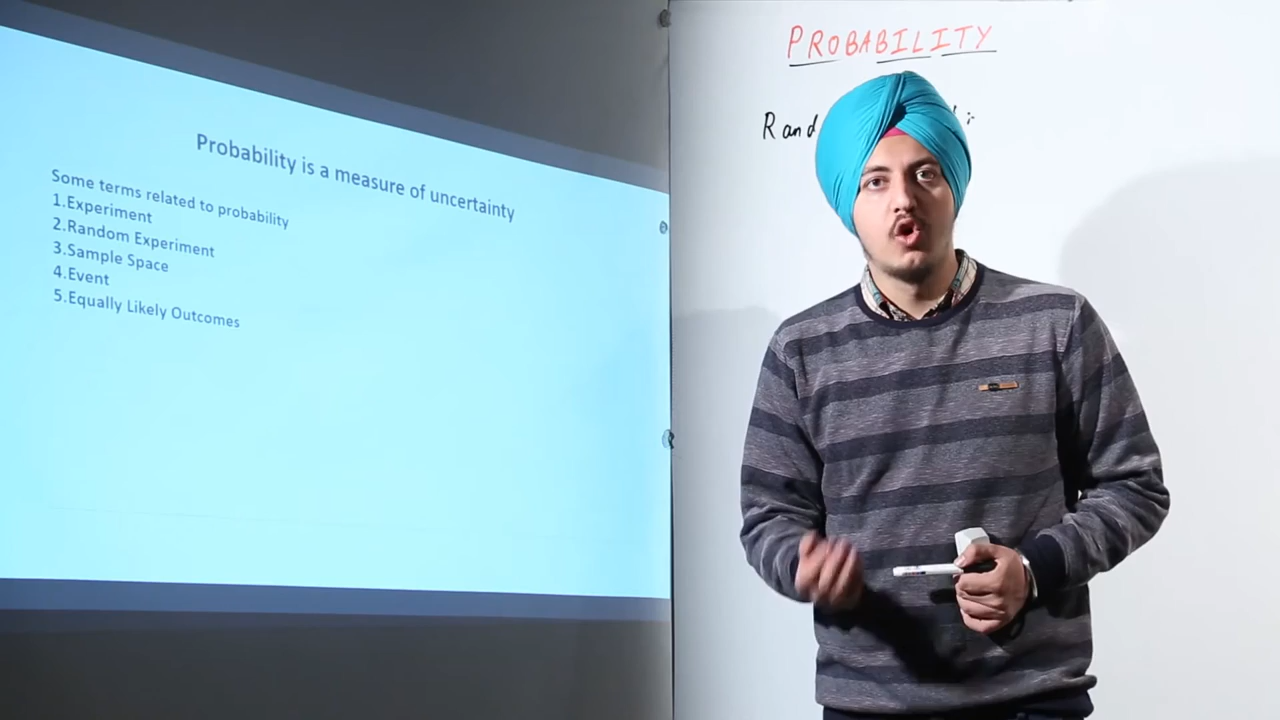 Probability is a measure of uncertainty
Some terms related to probability
1.Experiment
2.Random Experiment
3.Sample Space
4.Event
5.Equally Likely Outcomes
PROBABILITY